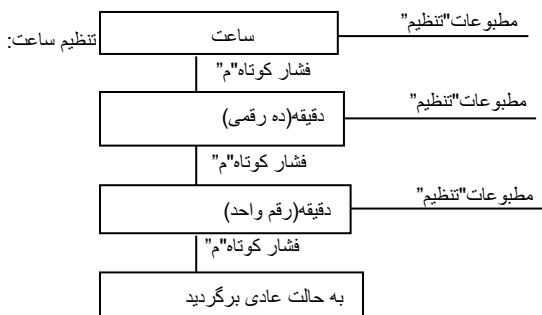 مطبوعات"تنظیم"
تنظیم ساعت:
ساعت
فشار کوتاه"م"
مطبوعات"تنظیم"
دقیقه(ده رقمی)
فشار کوتاه"م"
مطبوعات"تنظیم"
دقیقه(رقم واحد)
فشار کوتاه"م"
به حالت عادی برگردید